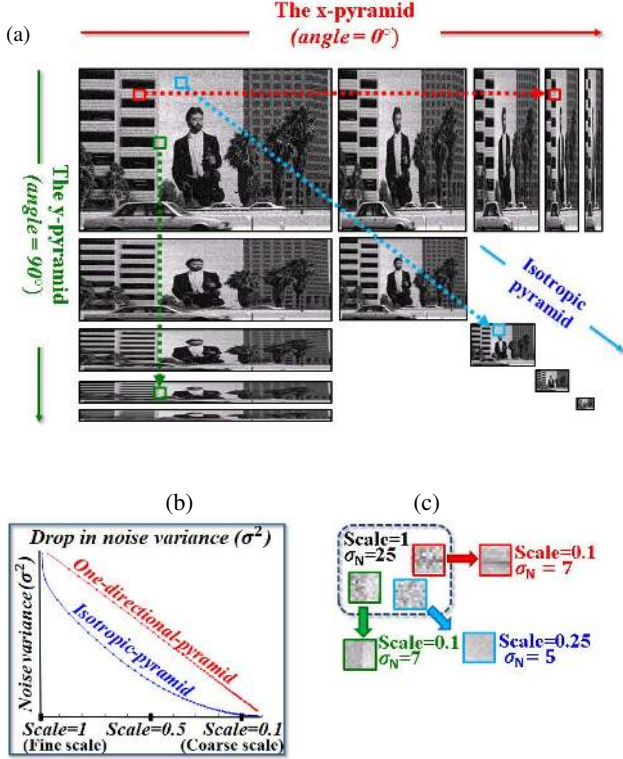 The x-pyramid
(angle = 0°)
(a)
The y-pyramid
(angle = 90°)
Isotropic
pyramid
(b)
Drop in noise variance (σ²)
Noise variance (σ²)
One-directional-pyramid
Isotropic-pyramid
Scale=1 Scale=0.5 Scale=0.1
(Fine scale) (Coarse scale)
(c)
Scale=1
σN=25
Scale=0.1
σN = 7
Scale=0.1
σN=7
Scale=0.25
σN = 5